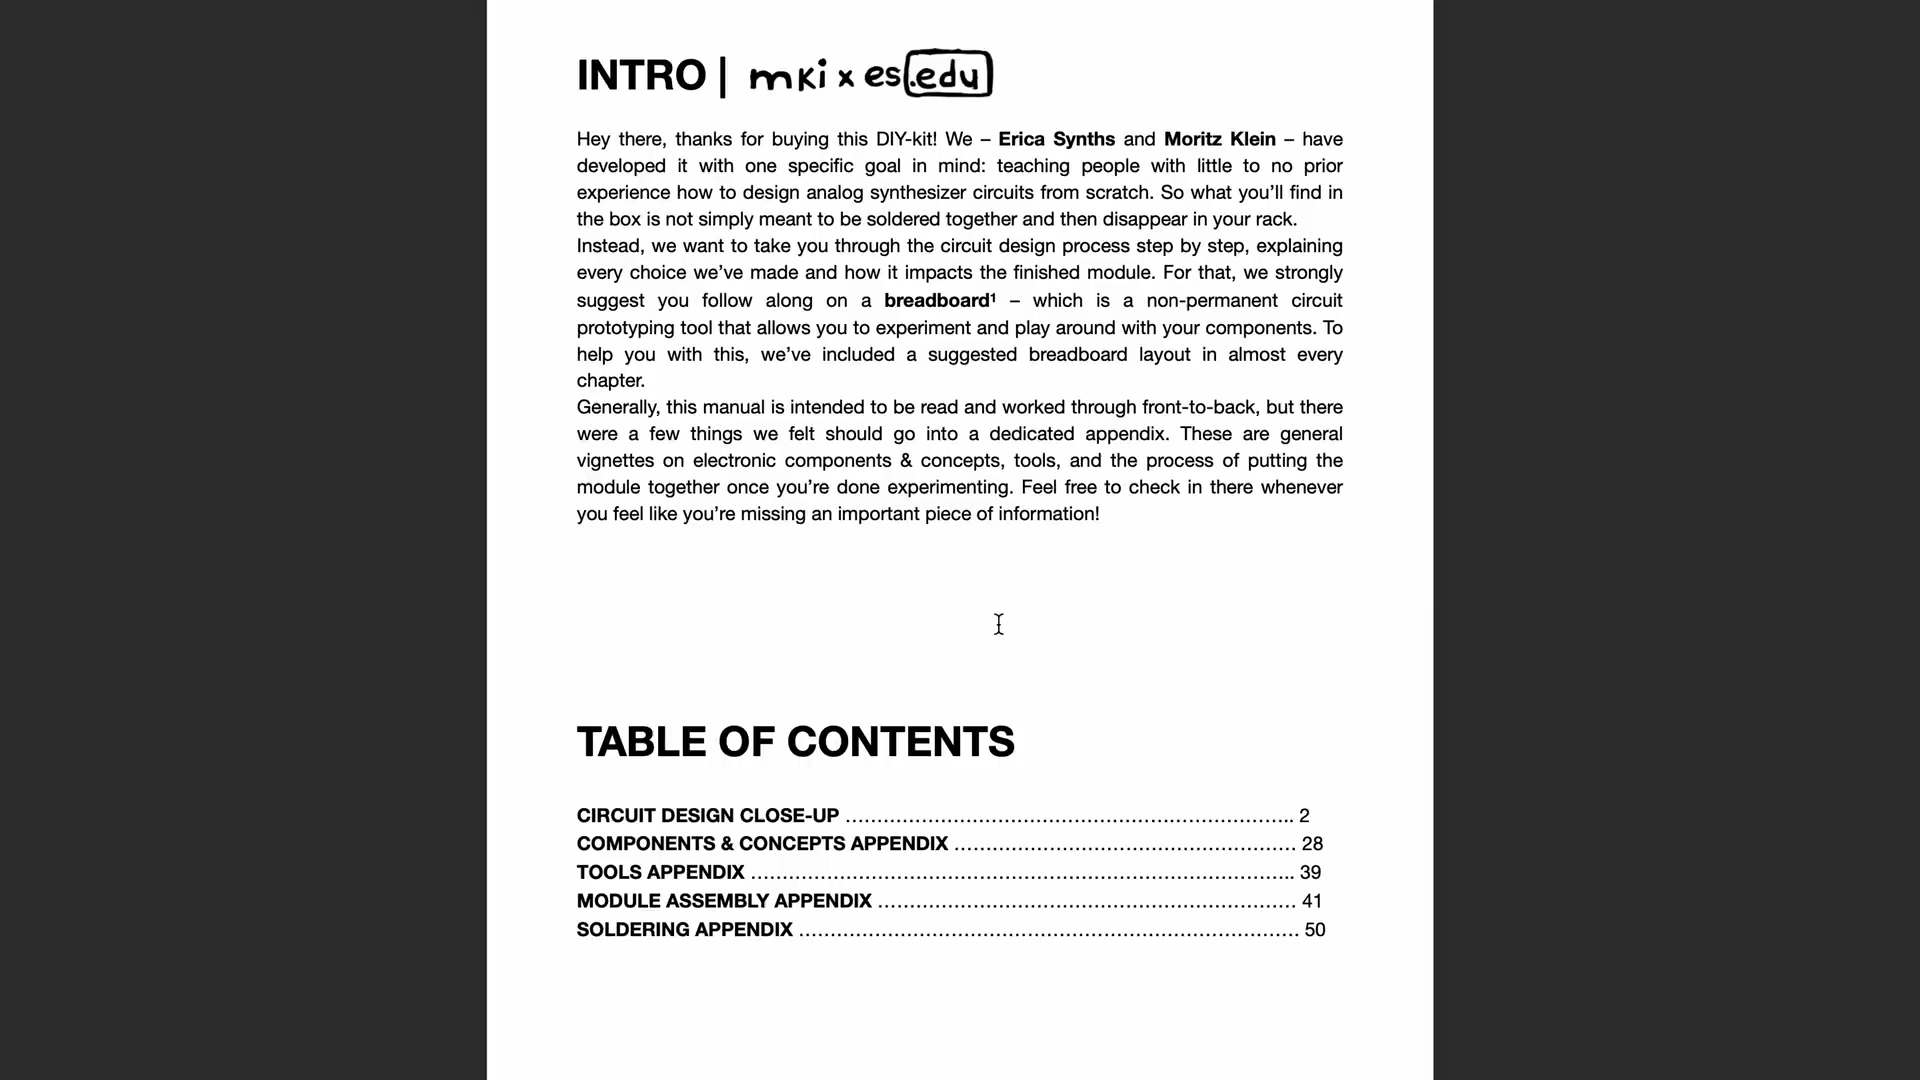 INTRO | mki x es.edu
Hey there, thanks for buying this DIY-kit! We – Erica Synths and Moritz Klein – have
developed it with one specific goal in mind: teaching people with little to no prior
experience how to design analog synthesizer circuits from scratch. So what you’ll find in
the box is not simply meant to be soldered together and then disappear in your rack.
Instead, we want to take you through the circuit design process step by step, explaining
every choice we’ve made and how it impacts the finished module. For that, we strongly
suggest you follow along on a breadboard¹ – which is a non-permanent circuit
prototyping tool that allows you to experiment and play around with your components. To
help you with this, we’ve included a suggested breadboard layout in almost every
chapter.
Generally, this manual is intended to be read and worked through front-to-back, but there
were a few things we felt should go into a dedicated appendix. These are general
vignettes on electronic components & concepts, tools, and the process of putting the
module together once you’re done experimenting. Feel free to check in there whenever
you feel like you’re missing an important piece of information!
TABLE OF CONTENTS
CIRCUIT DESIGN CLOSE-UP ........................................................................ 2
COMPONENTS & CONCEPTS APPENDIX ...................................................... 28
TOOLS APPENDIX ...................................................................................... 39
MODULE ASSEMBLY APPENDIX .................................................................. 41
SOLDERING APPENDIX ............................................................................... 50